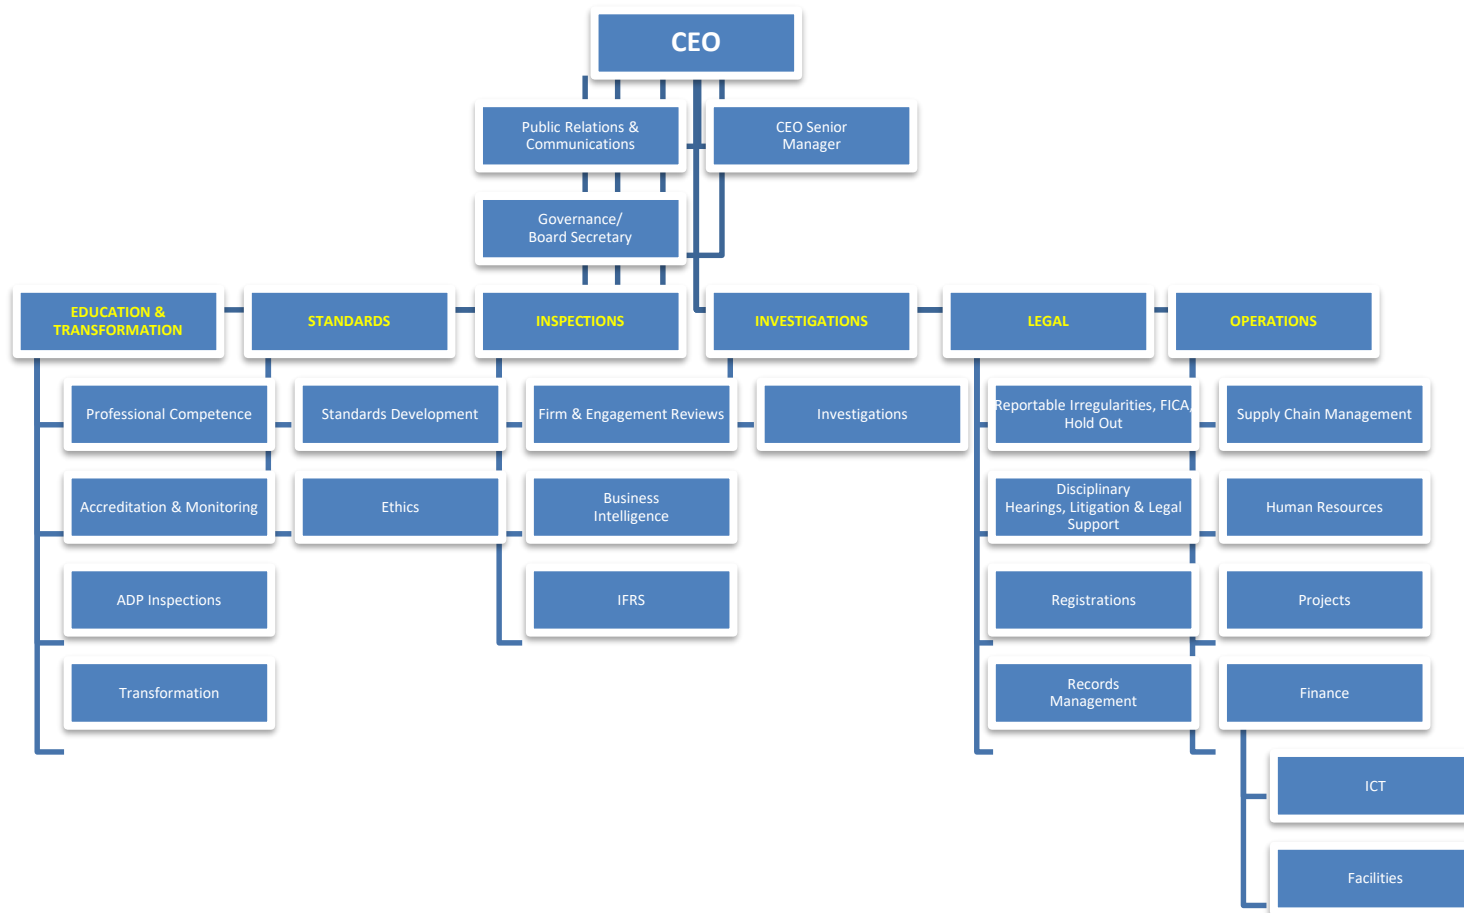 CEO
Public Relations &
Communications
CEO Senior
Manager
Governance/
Board Secretary
EDUCATION &
TRANSFORMATION
STANDARDS
INSPECTIONS
INVESTIGATIONS
LEGAL
OPERATIONS
Professional Competence
Standards Development
Firm & Engagement Reviews
Investigations
Reportable Irregularities, FICA,
Hold Out
Supply Chain Management
Accreditation & Monitoring
Ethics
Business
Intelligence
Disciplinary
Hearings, Litigation & Legal
Support
Human Resources
ADP Inspections
IFRS
Registrations
Projects
Transformation
Records
Management
Finance
ICT
Facilities